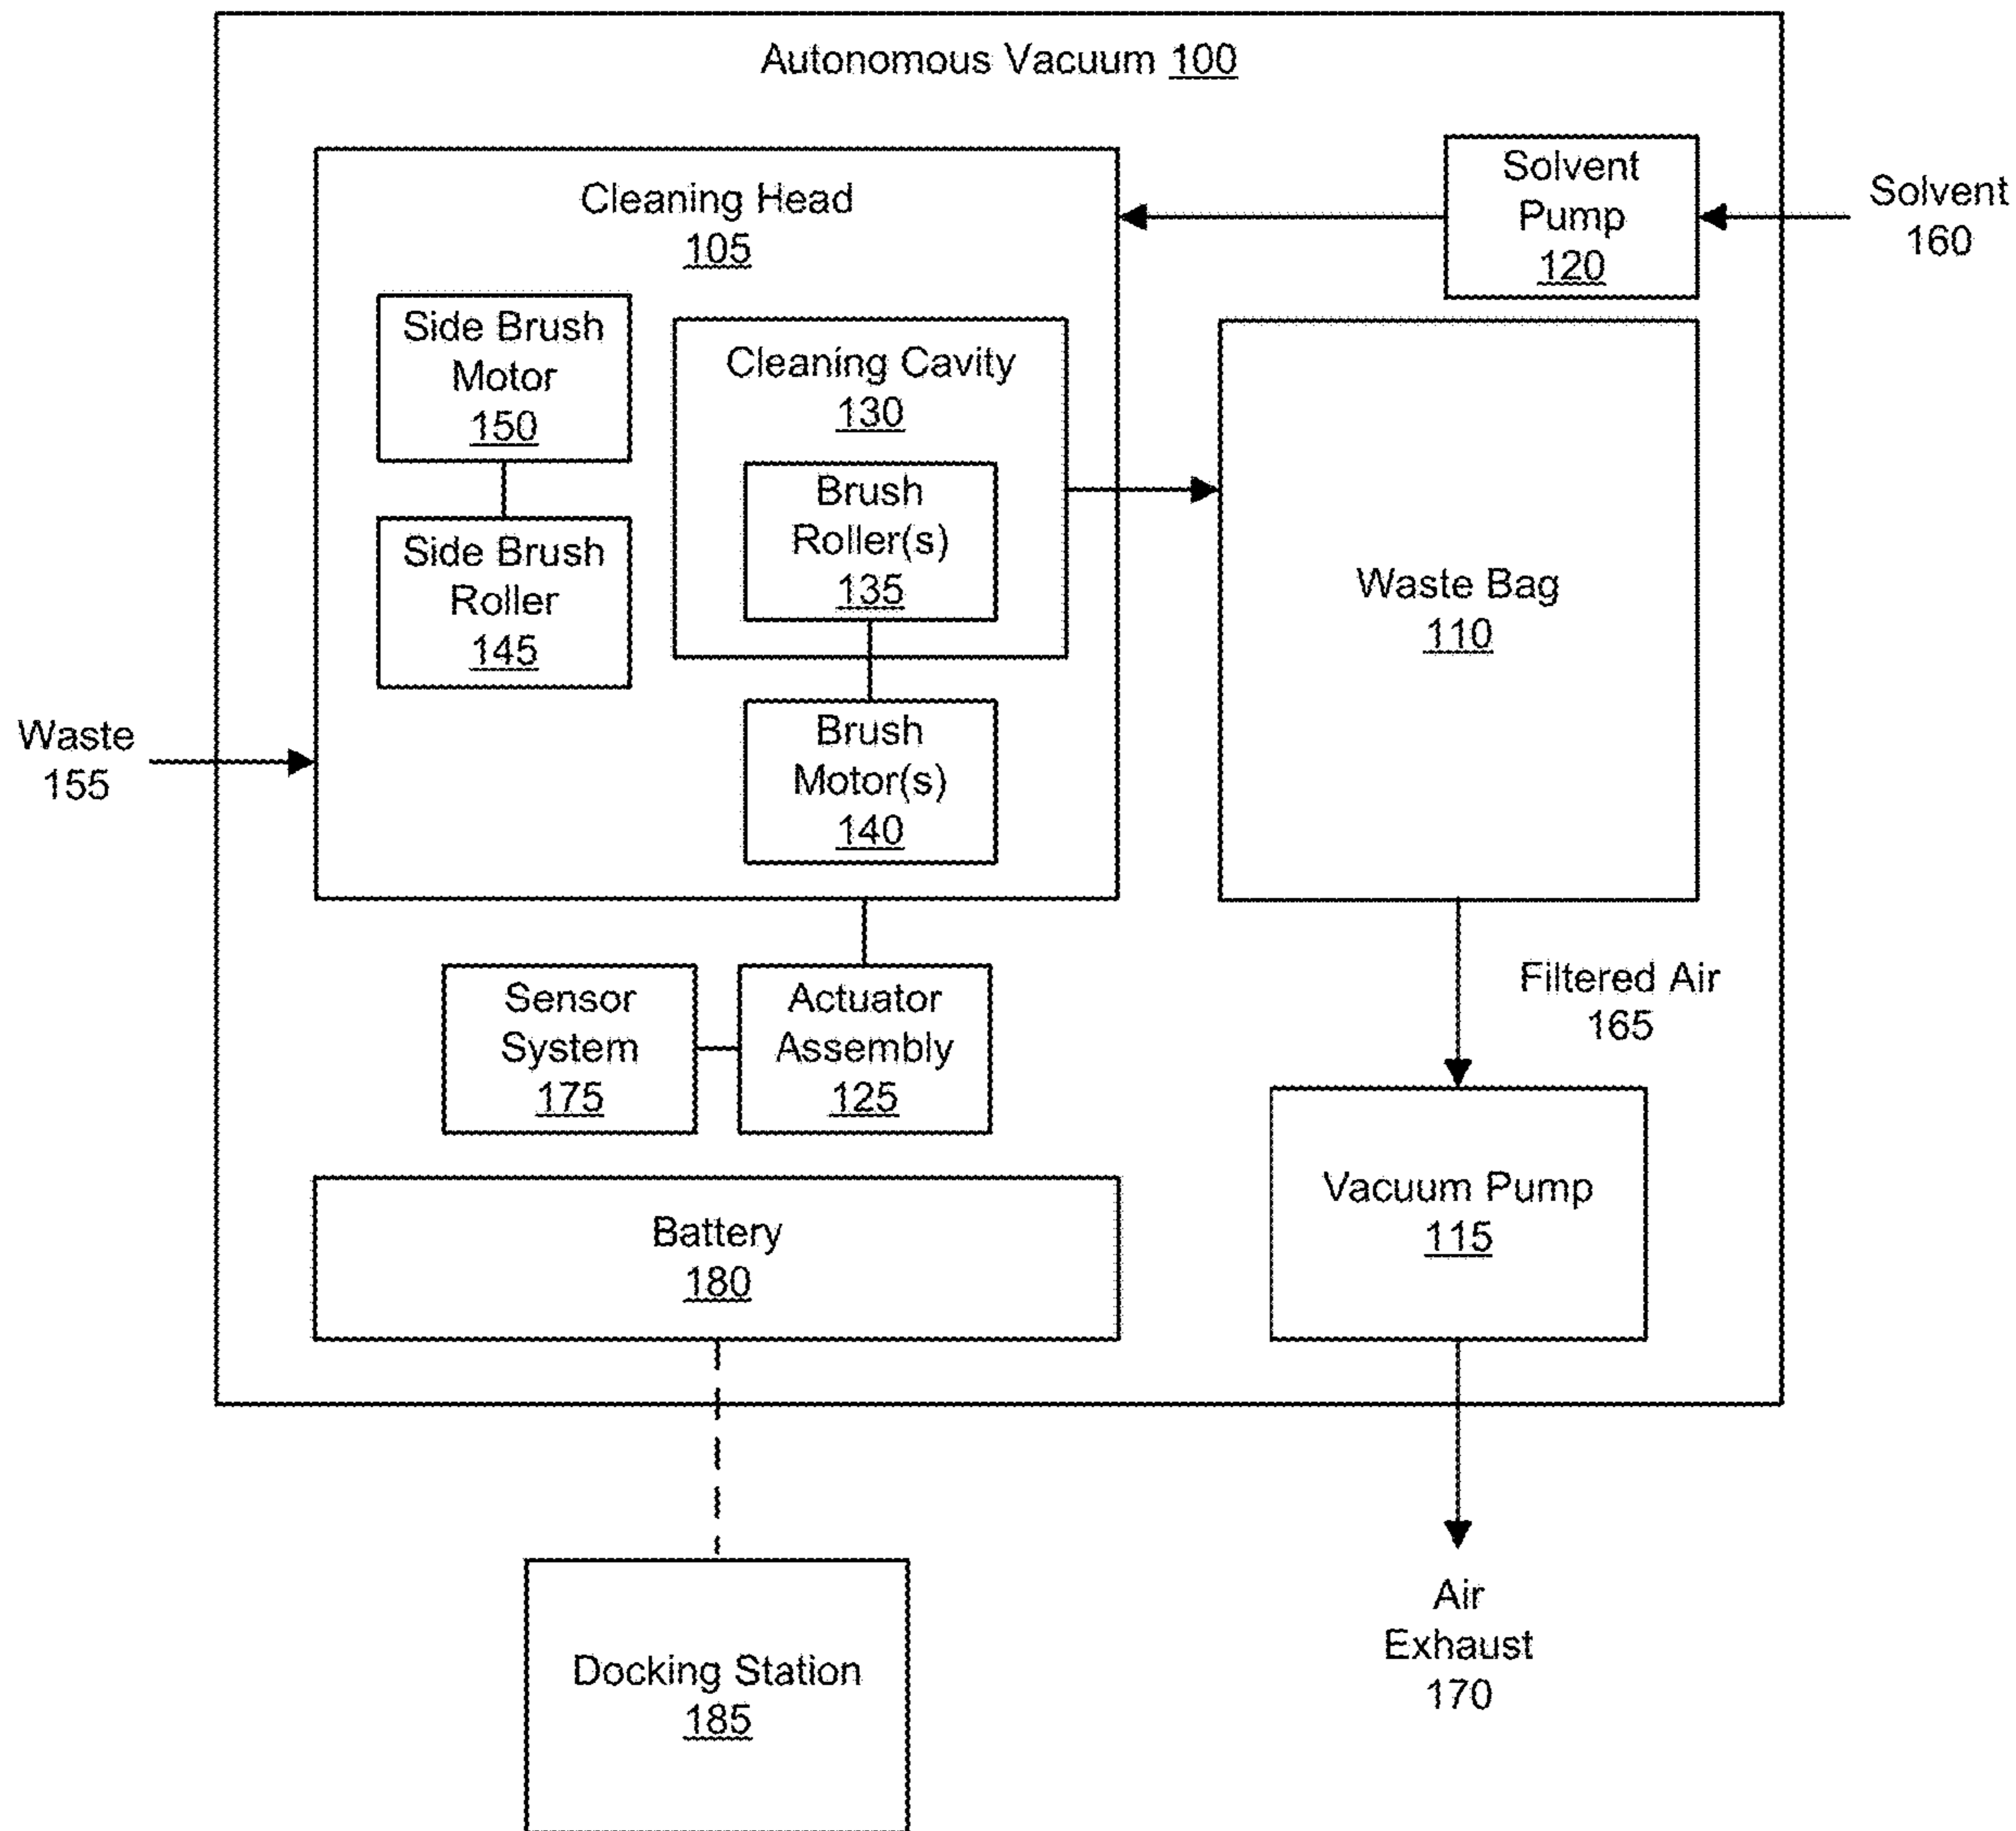 Autonomous Vacuum 100
Cleaning Head
105
Solvent
Pump
120
Solvent
160
Side Brush
Motor
150
Cleaning Cavity
130
Brush
Roller(s)
135
Side Brush
Roller
145
Waste Bag
110
Waste
155
Brush
Motor(s)
140
Sensor
System
175
Actuator
Assembly
125
Filtered Air
165
Battery
180
Vacuum Pump
115
Docking Station
185
Air
Exhaust
170